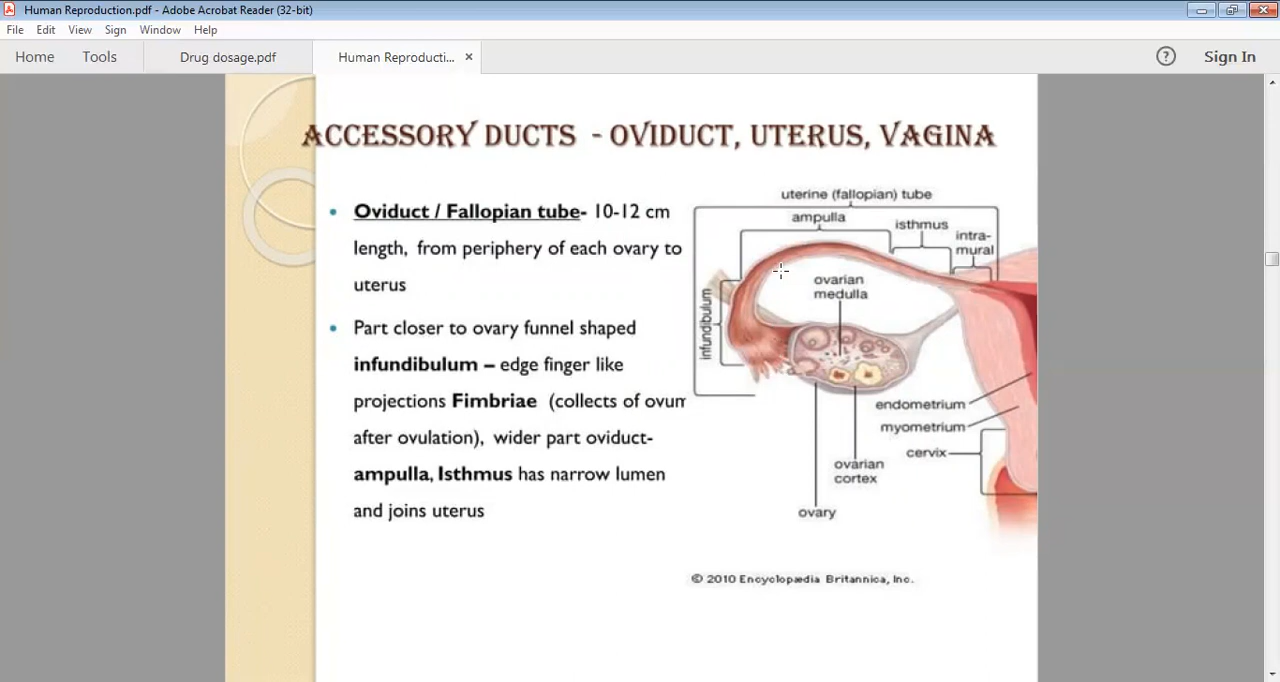 Human Reproduction.pdf - Adobe Acrobat Reader (32-bit)
File Edit View Sign Window Help
Home Tools Drug dosage.pdf Human Reproducti... × ? Sign In
ACCESSORY DUCTS - OVIDUCT, UTERUS, VAGINA
• Oviduct / Fallopian tube- 10-12 cm
length, from periphery of each ovary to
uterus
• Part closer to ovary funnel shaped
infundibulum – edge finger like
projections Fimbriae (collects of ovum
after ovulation), wider part oviduct-
ampulla, Isthmus has narrow lumen
and joins uterus
uterine (fallopian) tube
ampulla
isthmus
intra-
mural
ovarian
medulla
infundibulum
endometrium
myometrium
cervix
ovarian
cortex
ovary
© 2010 Encyclopædia Britannica, Inc.